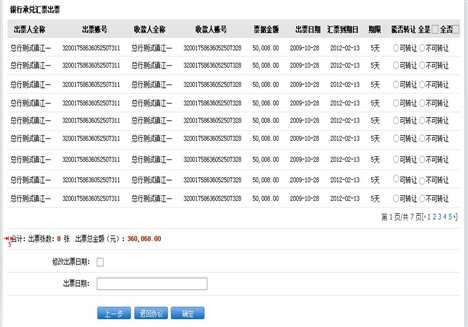 银行承兑汇票出票
出票人全称 出票账号 收款人全称 收款人账号 票据金额 出票日期 汇票到期日 期限 能否转让 全是 全否
总行测试镇江一 32001758636052507311 总行测试镇江一 32001758636052507328 50,008.00 2009-10-28 2012-02-13 5天 可转让 不可转让
总行测试镇江一 32001758636052507311 总行测试镇江一 32001758636052507328 50,008.00 2009-10-28 2012-02-13 5天 可转让 不可转让
总行测试镇江一 32001758636052507311 总行测试镇江一 32001758636052507328 50,008.00 2009-10-28 2012-02-13 5天 可转让 不可转让
总行测试镇江一 32001758636052507311 总行测试镇江一 32001758636052507328 50,008.00 2009-10-28 2012-02-13 5天 可转让 不可转让
总行测试镇江一 32001758636052507311 总行测试镇江一 32001758636052507328 50,008.00 2009-10-28 2012-02-13 5天 可转让 不可转让
总行测试镇江一 32001758636052507311 总行测试镇江一 32001758636052507328 50,008.00 2009-10-28 2012-02-13 5天 可转让 不可转让
总行测试镇江一 32001758636052507311 总行测试镇江一 32001758636052507328 50,008.00 2009-10-28 2012-02-13 5天 可转让 不可转让
总行测试镇江一 32001758636052507311 总行测试镇江一 32001758636052507328 50,008.00 2009-10-28 2012-02-13 5天 可转让 不可转让
第 1 页/共 7 页[‹ 1 2 3 4 5 ›]
合计: 出票张数: 8 张 出票总金额（元）: 360,068.00
修改出票日期:
出票日期:
上一步 返回协议 确定